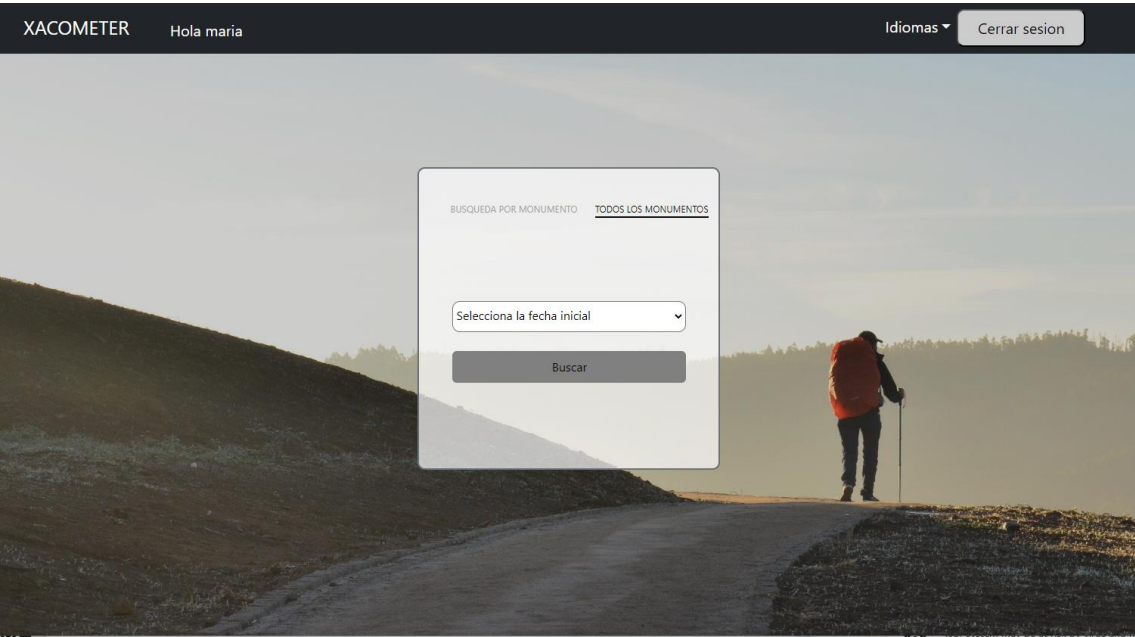 XACOMETER Hola maria Idiomas Cerrar sesion
BUSQUEDA POR MONUMENTO TODOS LOS MONUMENTOS
Selecciona la fecha inicial
Buscar